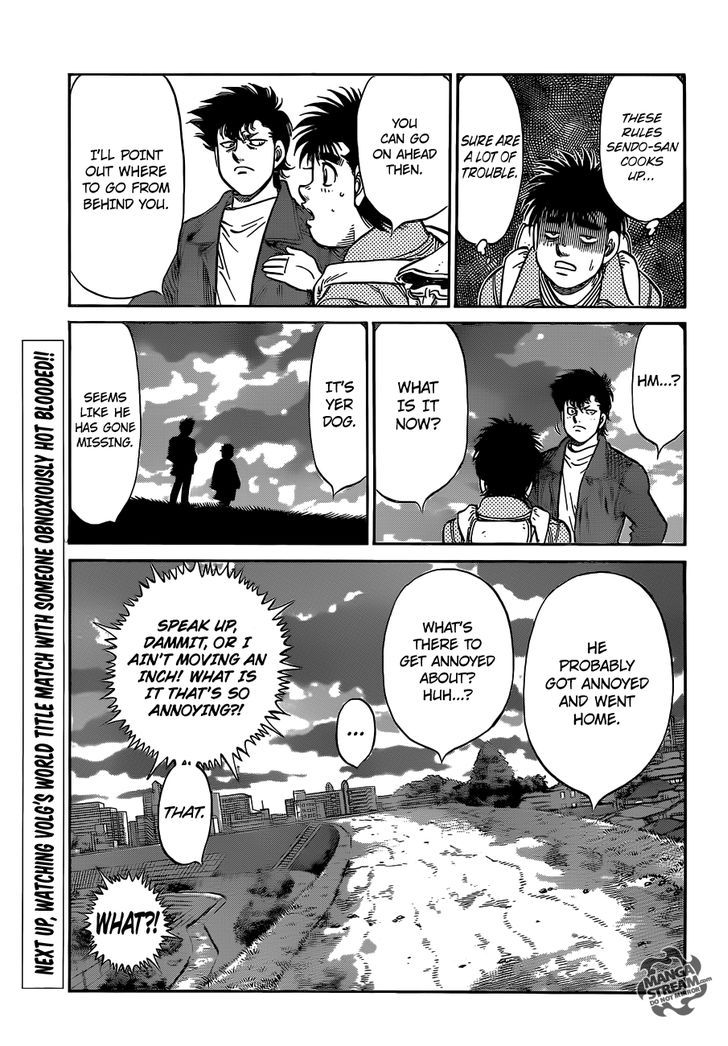 THESE
RULES
SENDO-SAN
COOKS
UP...
SURE ARE
A LOT OF
TROUBLE.
YOU
CAN GO
ON AHEAD
THEN.
I'LL POINT
OUT WHERE
TO GO FROM
BEHIND YOU.
HM...?
WHAT
IS IT
NOW?
IT'S
YER
DOG.
SEEMS
LIKE HE
HAS GONE
MISSING.
HE
PROBABLY
GOT ANNOYED
AND WENT
HOME.
WHAT'S
THERE TO
GET ANNOYED
ABOUT?
HUH...?
...
SPEAK UP,
DAMMIT, OR I
AIN'T MOVING AN
INCH! WHAT IS
IT THAT'S SO
ANNOYING?!
THAT.
WHAT?!
NEXT UP, WATCHING VOLG'S WORLD TITLE MATCH WITH SOMEONE OBNOXIOUSLY HOT BLOODED!!
MANGA
STREAM.com
DO NOT MIRROR